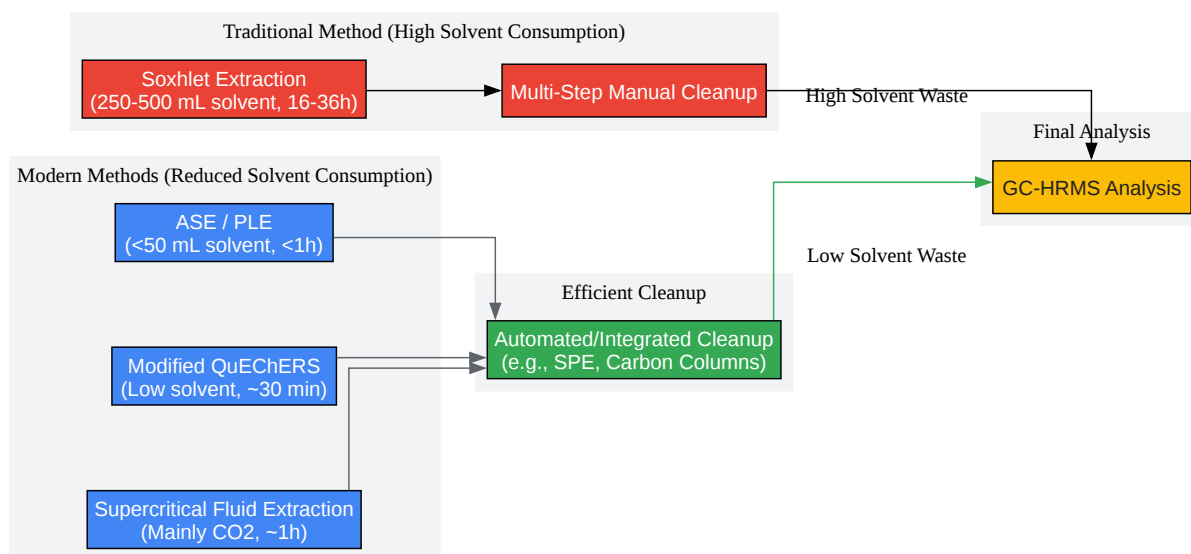 Traditional Method (High Solvent Consumption)
Soxhlet Extraction
(250-500 mL solvent, 16-36h)
Multi-Step Manual Cleanup
High Solvent Waste
Final Analysis
GC-HRMS Analysis
Modern Methods (Reduced Solvent Consumption)
ASE / PLE
(<50 mL solvent, <1h)
Low Solvent Waste
Efficient Cleanup
Automated/Integrated Cleanup
(e.g., SPE, Carbon Columns)
Modified QuEChERS
(Low solvent, ~30 min)
Supercritical Fluid Extraction
(Mainly CO2, ~1h)